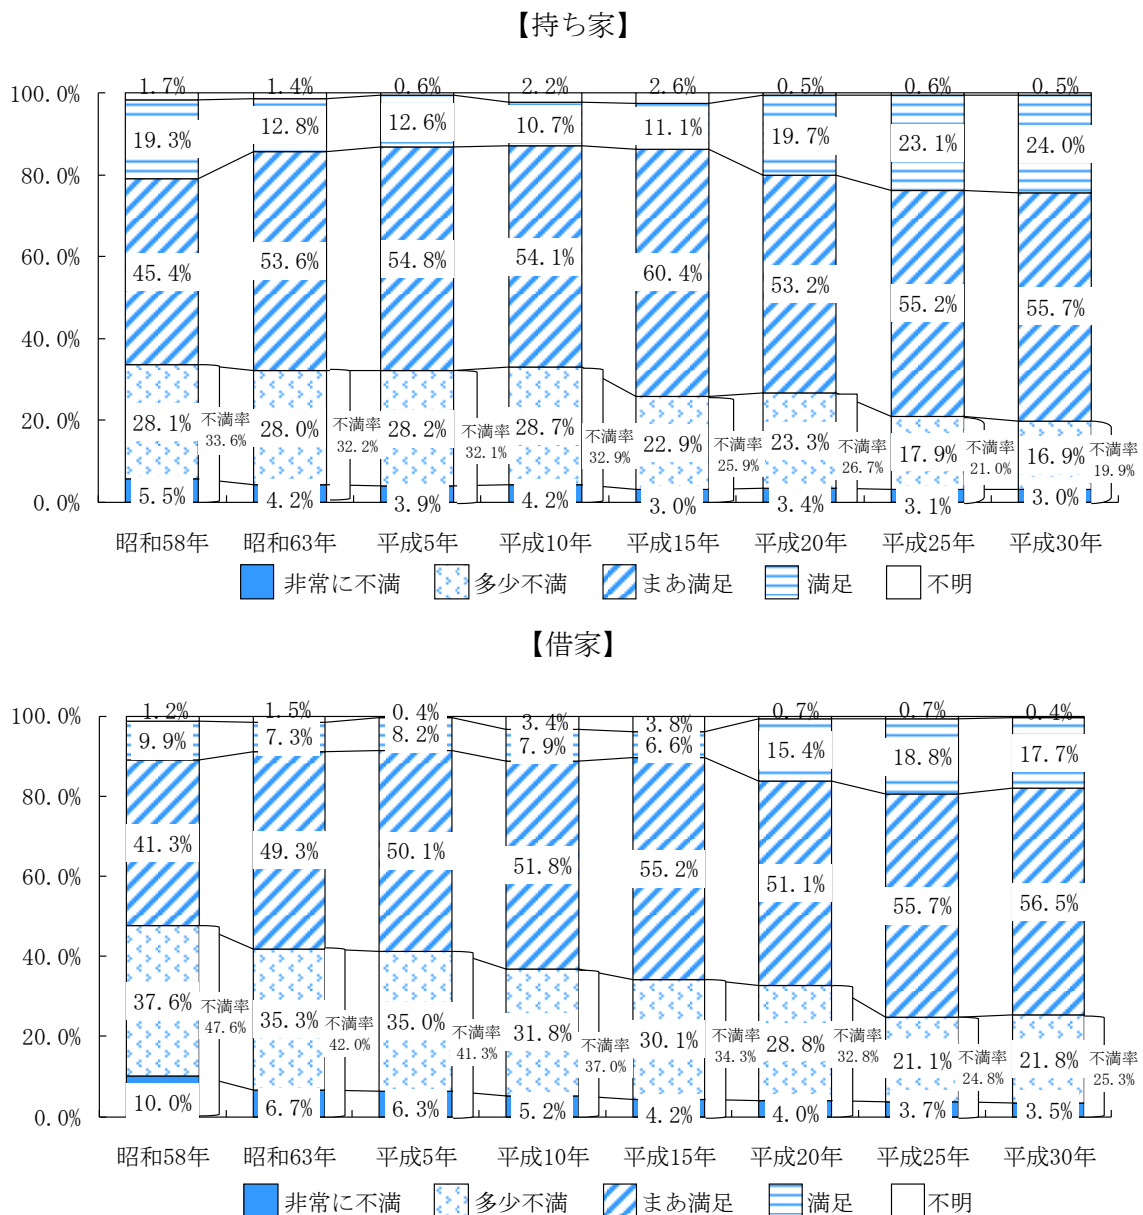 【持ち家】
1.7% 1.4% 0.6% 2.2% 2.6% 0.5% 0.6% 0.5%
100.0%
19.3% 12.8% 12.6% 10.7% 11.1% 19.7% 23.1% 24.0%
80.0%
60.0%
45.4% 53.6% 54.8% 54.1% 60.4% 53.2% 55.2% 55.7%
40.0%
20.0%
28.1% 28.0% 28.2% 28.7% 22.9% 23.3% 17.9% 16.9%
不満率 不満率 不満率 不満率 不満率 不満率 不満率 不満率
33.6% 32.2% 32.1% 32.9% 25.9% 26.7% 21.0% 19.9%
0.0%
5.5% 4.2% 3.9% 4.2% 3.0% 3.4% 3.1% 3.0%
昭和58年 昭和63年 平成5年 平成10年 平成15年 平成20年 平成25年 平成30年
非常に不満 多少不満 まあ満足 満足 不明
【借家】
1.2% 1.5% 0.4% 3.4% 3.8% 0.7% 0.7% 0.4%
100.0%
9.9% 7.3% 8.2% 7.9% 6.6% 15.4% 18.8% 17.7%
80.0%
60.0%
41.3% 49.3% 50.1% 51.8% 55.2% 51.1% 55.7% 56.5%
40.0%
20.0%
37.6% 35.3% 35.0% 31.8% 30.1% 28.8% 21.1% 21.8%
不満率 不満率 不満率 不満率 不満率 不満率 不満率 不満率
47.6% 42.0% 41.3% 37.0% 34.3% 32.8% 24.8% 25.3%
0.0%
10.0% 6.7% 6.3% 5.2% 4.2% 4.0% 3.7% 3.5%
昭和58年 昭和63年 平成5年 平成10年 平成15年 平成20年 平成25年 平成30年
非常に不満 多少不満 まあ満足 満足 不明